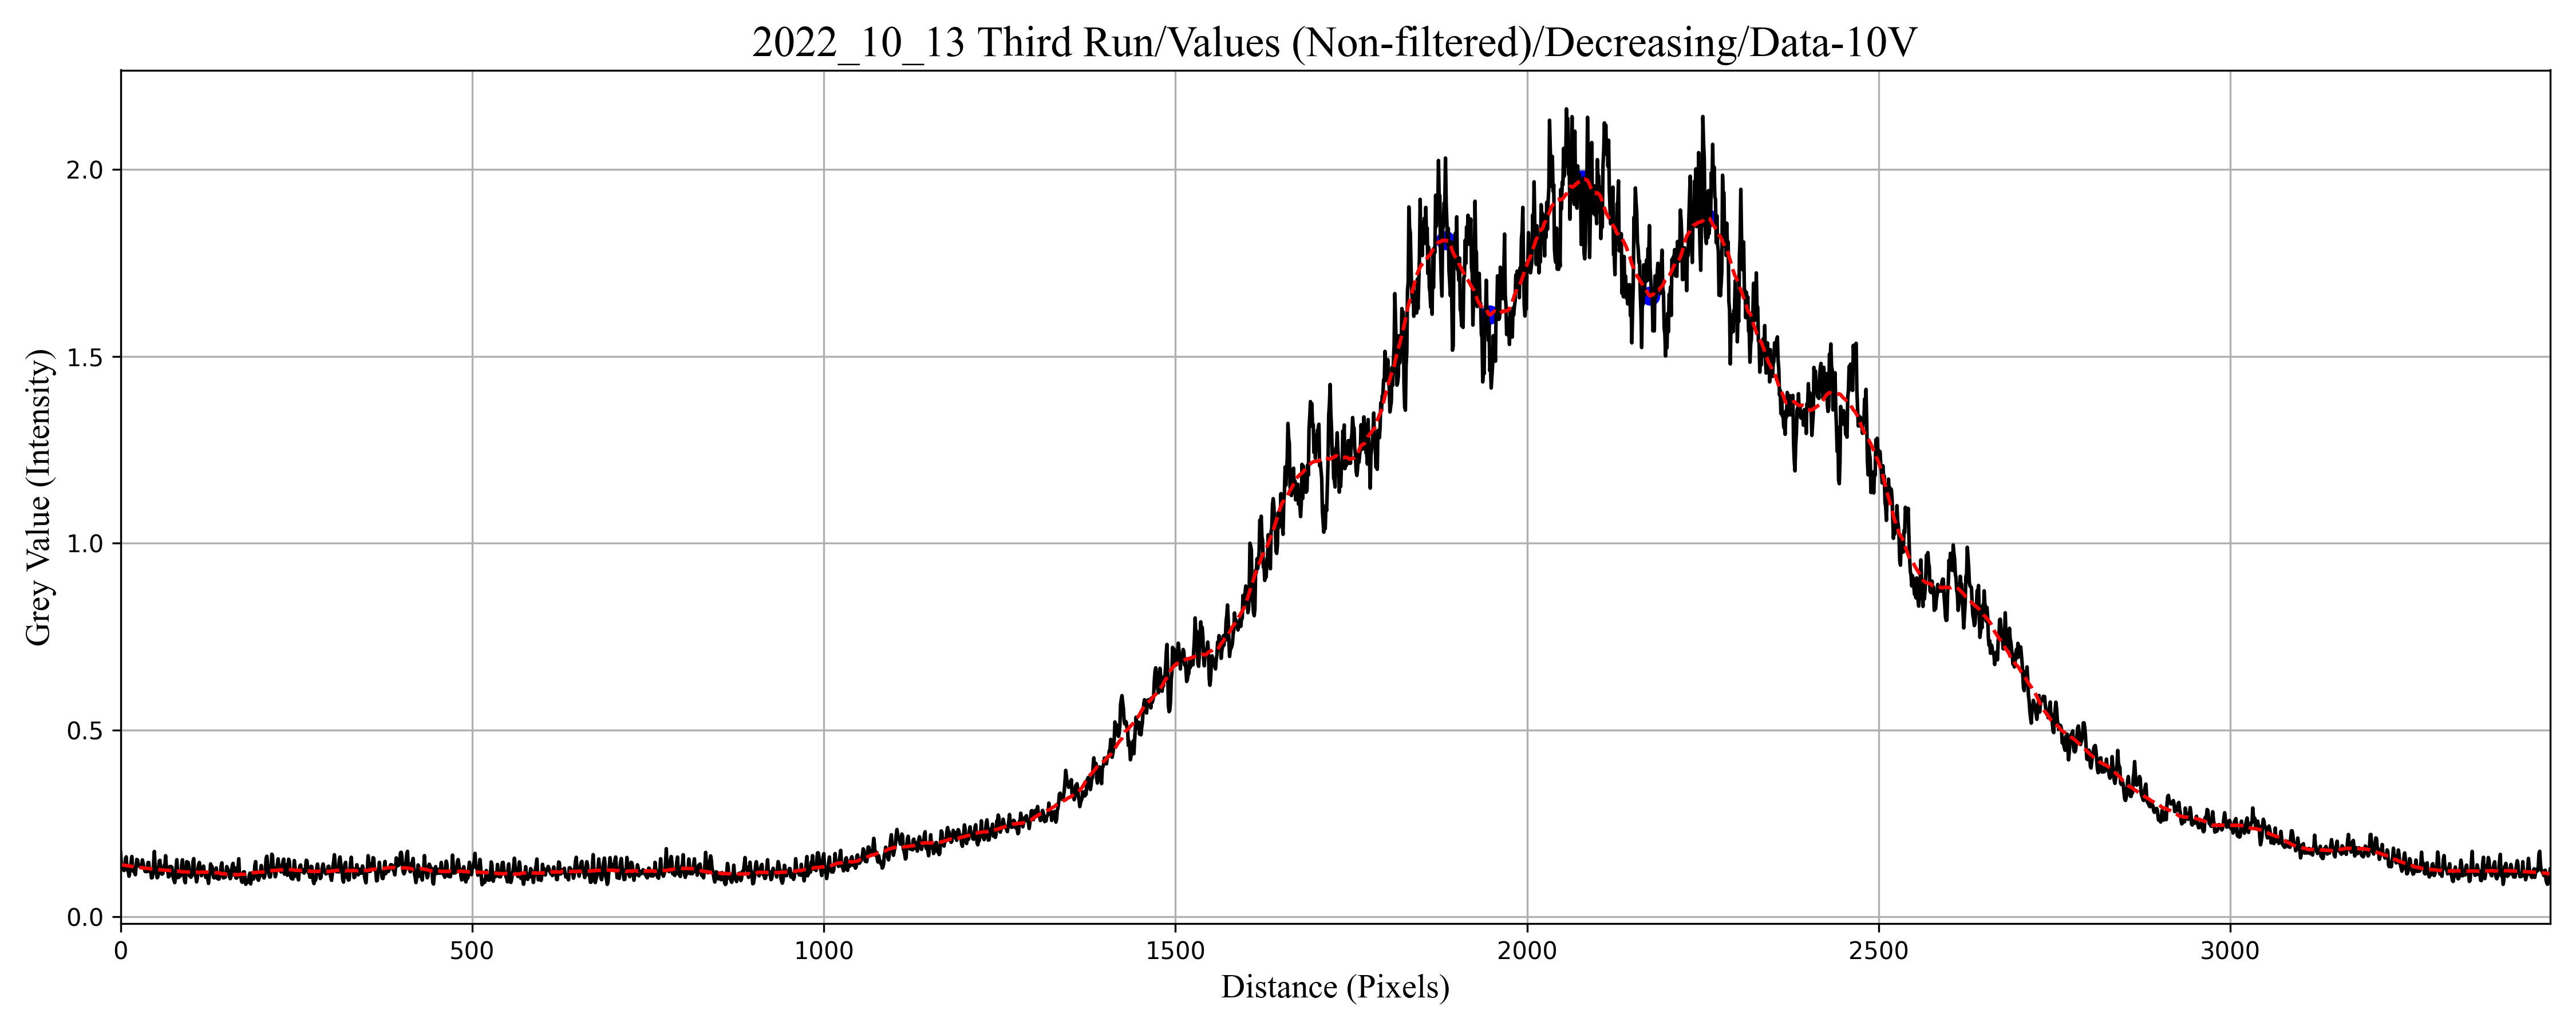 2022_10_13 Third Run/Values (Non-filtered)/Decreasing/Data-10V
Grey Value (Intensity)
2.0
1.5
1.0
0.5
0.0
0 500 1000 1500 2000 2500 3000
Distance (Pixels)